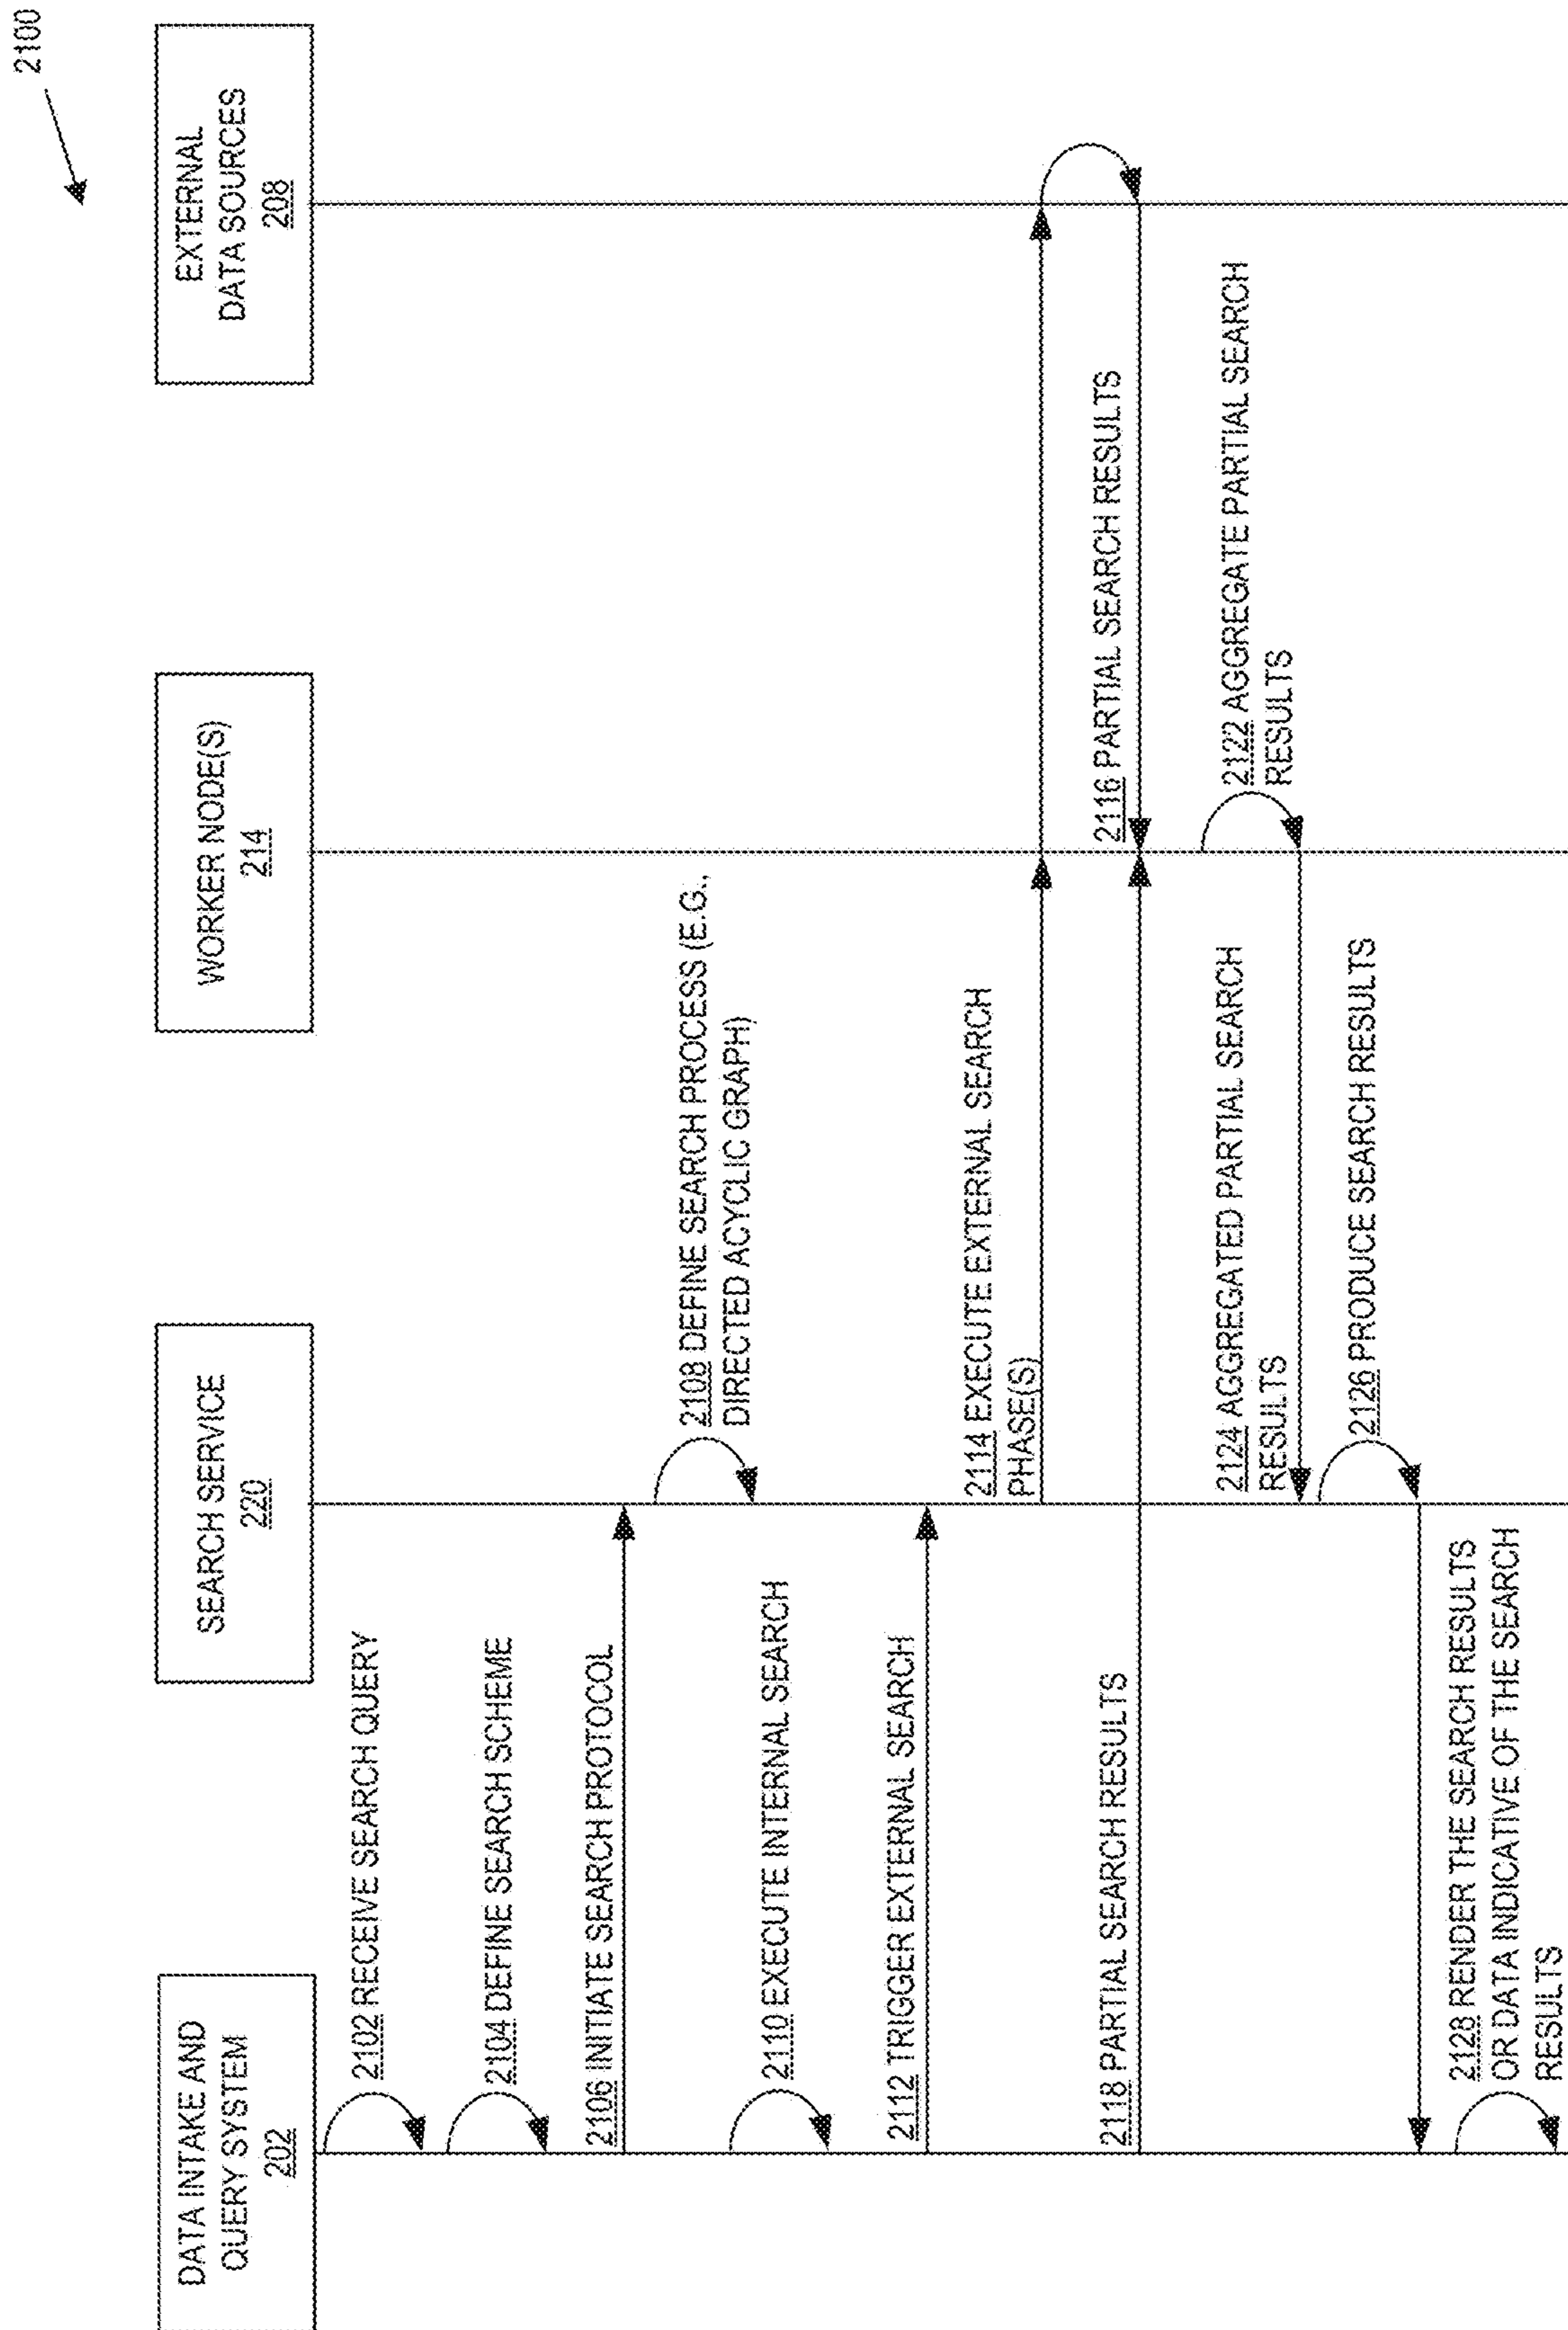 2100
DATA INTAKE AND
QUERY SYSTEM
202
SEARCH SERVICE
220
WORKER NODE(S)
214
EXTERNAL
DATA SOURCES
208
2102 RECEIVE SEARCH QUERY
2104 DEFINE SEARCH SCHEME
2106 INITIATE SEARCH PROTOCOL
2108 DEFINE SEARCH PROCESS (E.G.,
DIRECTED ACYCLIC GRAPH)
2110 EXECUTE INTERNAL SEARCH
2112 TRIGGER EXTERNAL SEARCH
2114 EXECUTE EXTERNAL SEARCH
PHASE(S)
2116 PARTIAL SEARCH RESULTS
2118 PARTIAL SEARCH RESULTS
2122 AGGREGATE PARTIAL SEARCH
RESULTS
2124 AGGREGATED PARTIAL SEARCH
RESULTS
2126 PRODUCE SEARCH RESULTS
2128 RENDER THE SEARCH RESULTS
OR DATA INDICATIVE OF THE SEARCH
RESULTS